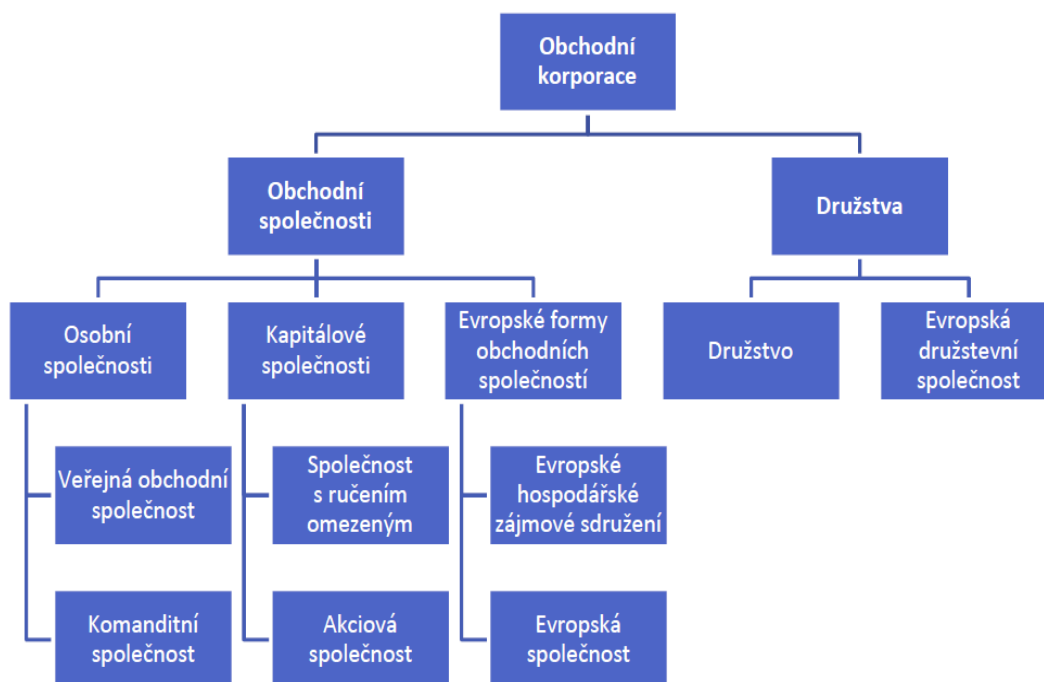 Obchodní
korporace
Obchodní
společnosti
Družstva
Osobní
společnosti
Kapitálové
společnosti
Evropské formy
obchodních
společností
Družstvo
Evropská
družstevní
společnost
Veřejná obchodní
společnost
Společnost
s ručením
omezeným
Evropské
hospodářské
zájmové sdružení
Komanditní
společnost
Akciová
společnost
Evropská
společnost